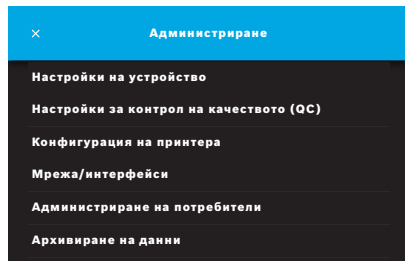 Администриране
Настройки на устройство
Настройки за контрол на качеството (QC)
Конфигурация на принтера
Мрежа/интерфейси
Администриране на потребители
Архивиране на данни